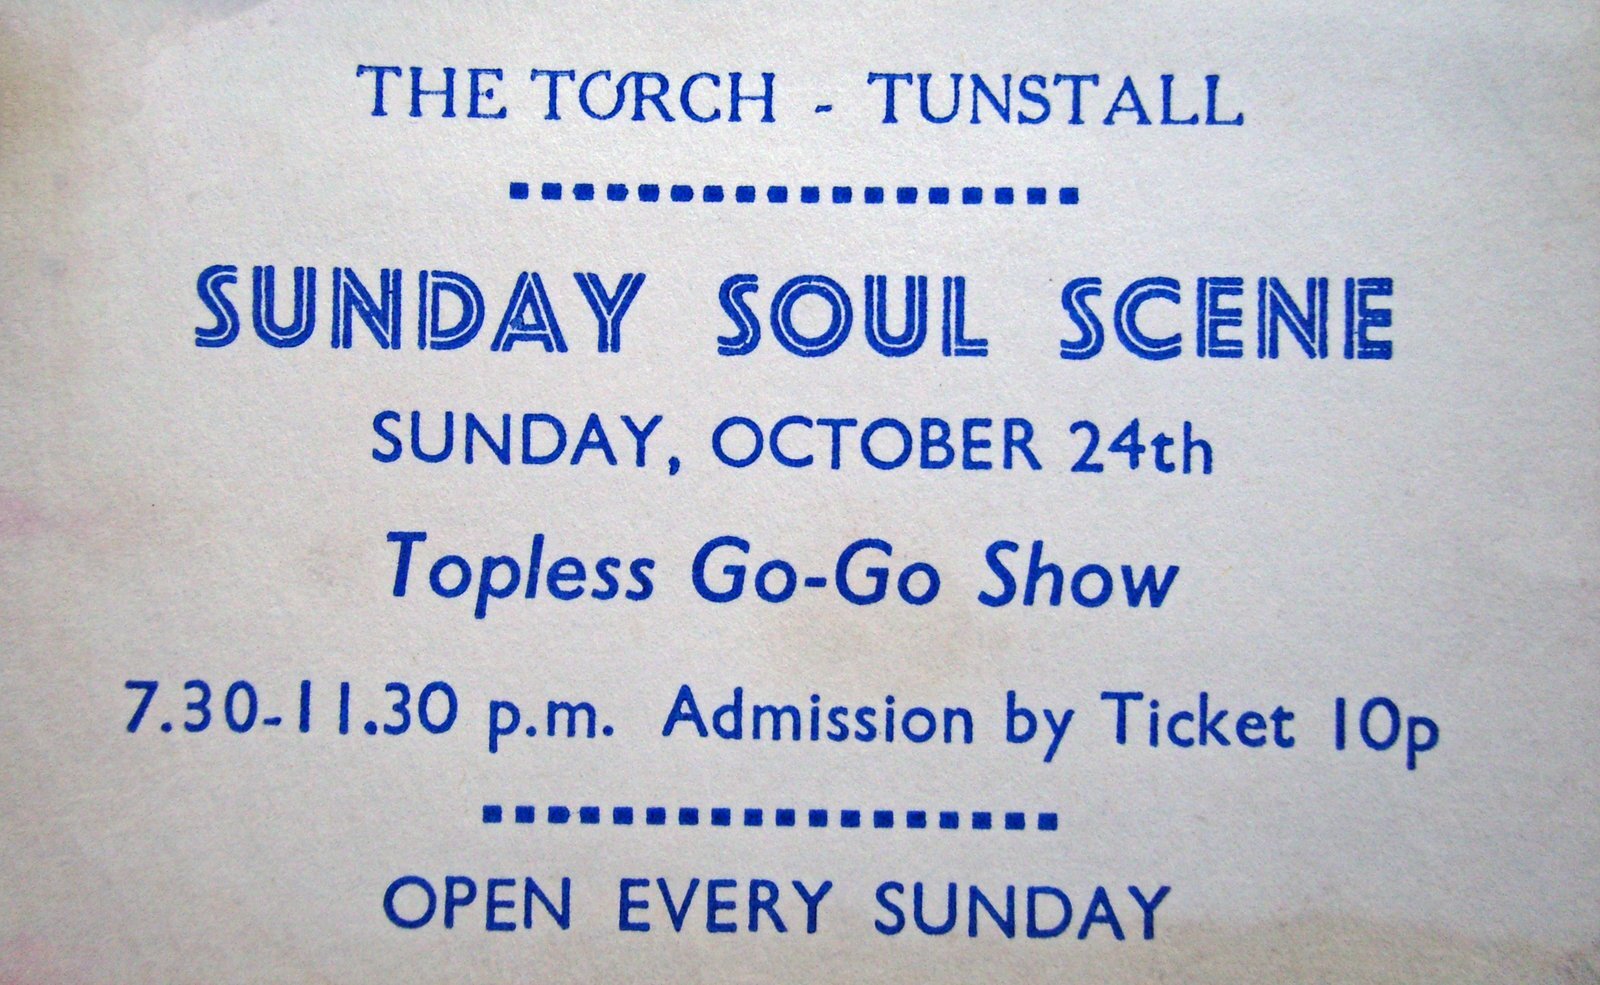 THE TORCH - TUNSTALL
SUNDAY SOUL SCENE
SUNDAY, OCTOBER 24th
Topless Go-Go Show
7.30-11.30 p.m. Admission by Ticket 10p
OPEN EVERY SUNDAY